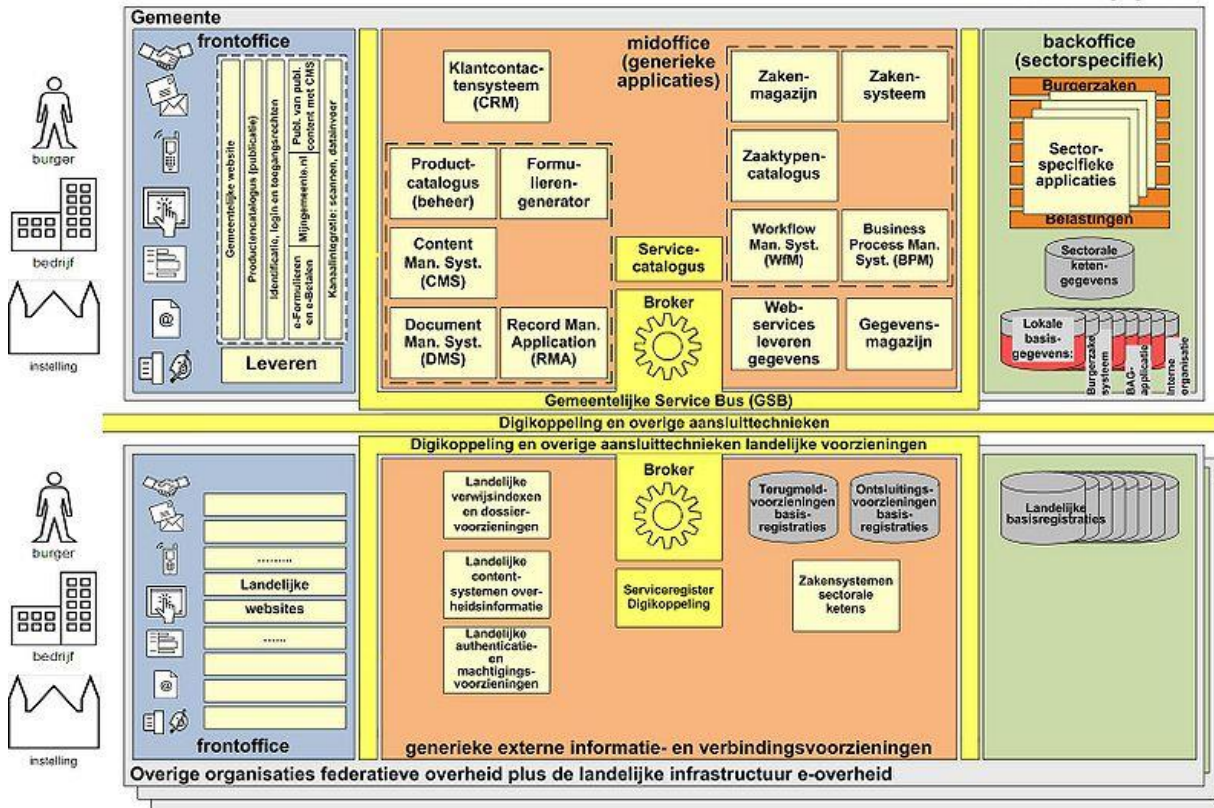 Gemeente
frontoffice
midoffice
(generieke
applicaties)
backoffice
(sectorspecifiek)
burger
bedrijf
instelling
Gemeentelijke website
Productencatalogus (publicatie)
Identificatie, login en toegangsrechten
e-Formulieren
en e-Betalen
Mijngemeente.nl
Publ. van publ.
content met CMS
Kanaalintegratie: scannen, datainvoer
Leveren
Klantcontac-
tensysteem
(CRM)
Product-
catalogus
(beheer)
Formu-
lieren-
generator
Content
Man. Syst.
(CMS)
Document
Man. Syst.
(DMS)
Record Man.
Application
(RMA)
Service-
catalogus
Broker
Zaken-
magazijn
Zaken-
systeem
Zaaktypen-
catalogus
Workflow
Man. Syst.
(WfM)
Business
Process Man.
Syst. (BPM)
Web-
services
leveren
gegevens
Gegevens-
magazijn
Burgerzaken
Sector-
specifieke
applicaties
Belastingen
Sectorale
keten-
gegevens
Lokale
basis-
gegevens:
Burgerzake
systeem
BAG-
applicatie
Interne
organisatie
Gemeentelijke Service Bus (GSB)
Digikoppeling en overige aansluittechnieken
Digikoppeling en overige aansluittechnieken landelijke voorzieningen
burger
bedrijf
instelling
.........
Landelijke
websites
......
frontoffice
Landelijke
verwijsindexen
en dossier-
voorzieningen
Landelijke
content-
systemen over-
heidsinformatie
Landelijke
authenticatie-
en
machtigings-
voorzieningen
Broker
Serviceregister
Digikoppeling
Terugmeld-
voorzieningen
basis-
registraties
Ontsluitings-
voorzieningen
basis-
registraties
Zakensystemen
sectorale
ketens
Landelijke
basisregistraties
generieke externe informatie- en verbindingsvoorzieningen
Overige organisaties federatieve overheid plus de landelijke infrastructuur e-overheid